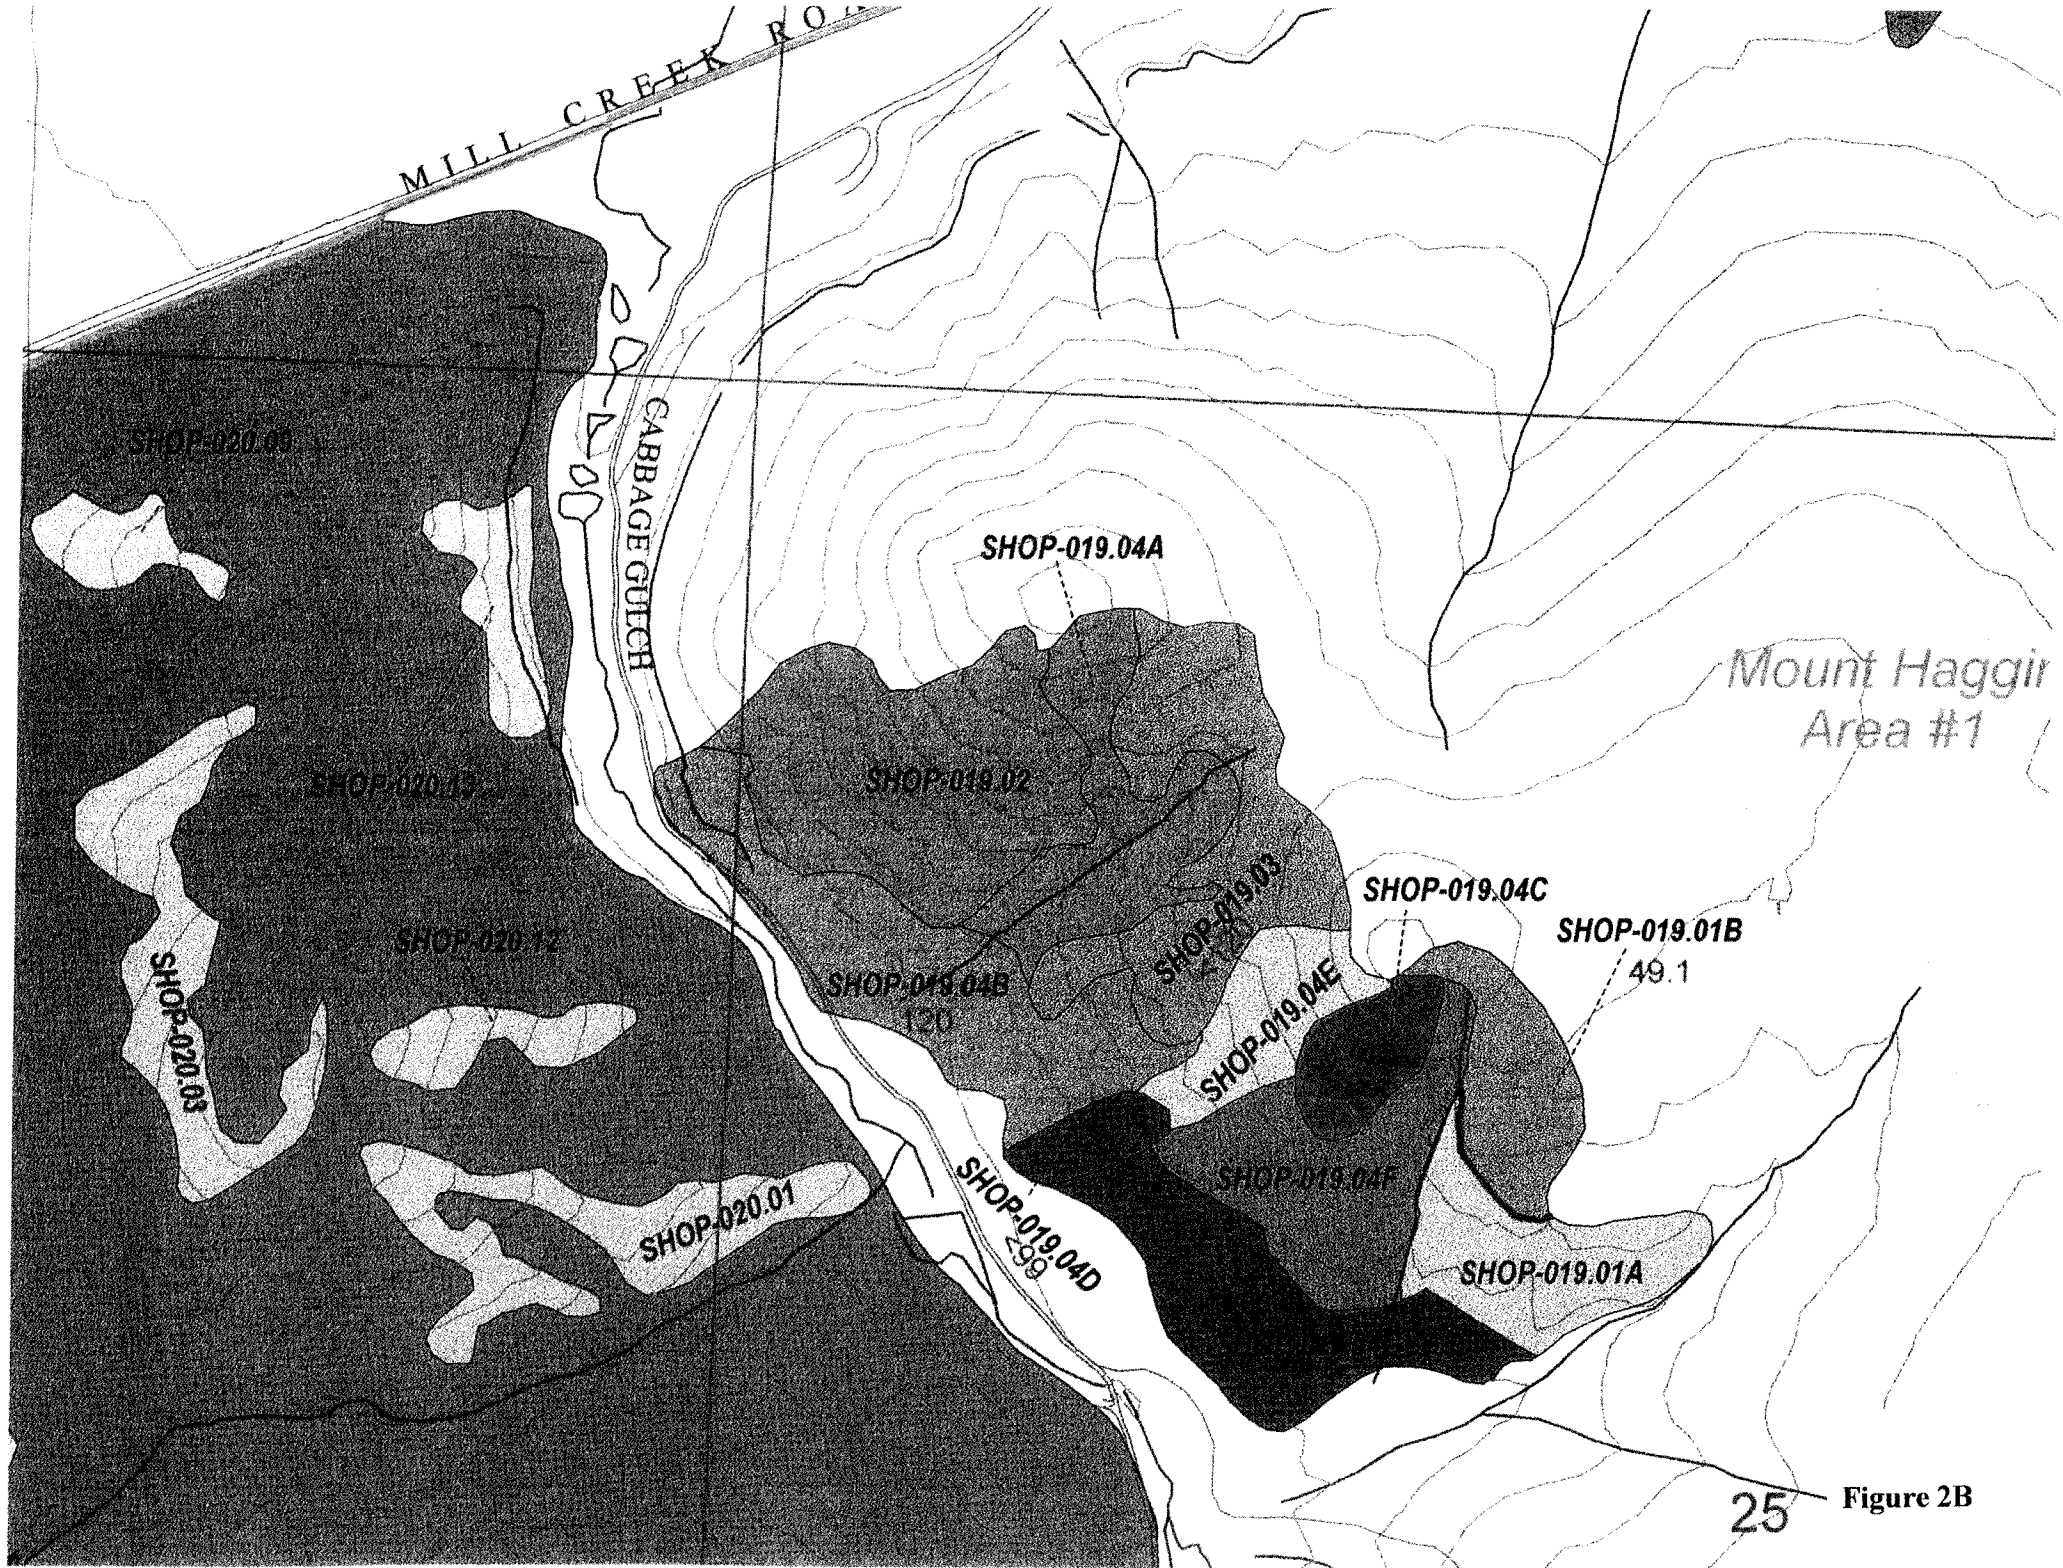 MILL CREEK ROA
SHOP-020.09
CABBAGE GULCH
SHOP-019.04A
Mount Haggin
Area #1
SHOP-020.13
SHOP-019.02
SHOP-019.03
SHOP-019.04C
SHOP-019.01B
49.1
SHOP-020.12
SHOP-020.03
SHOP-019.04B
120
SHOP-019.04E
SHOP-019.04F
SHOP-020.01
SHOP-019.04D
299
SHOP-019.01A
25
Figure 2B